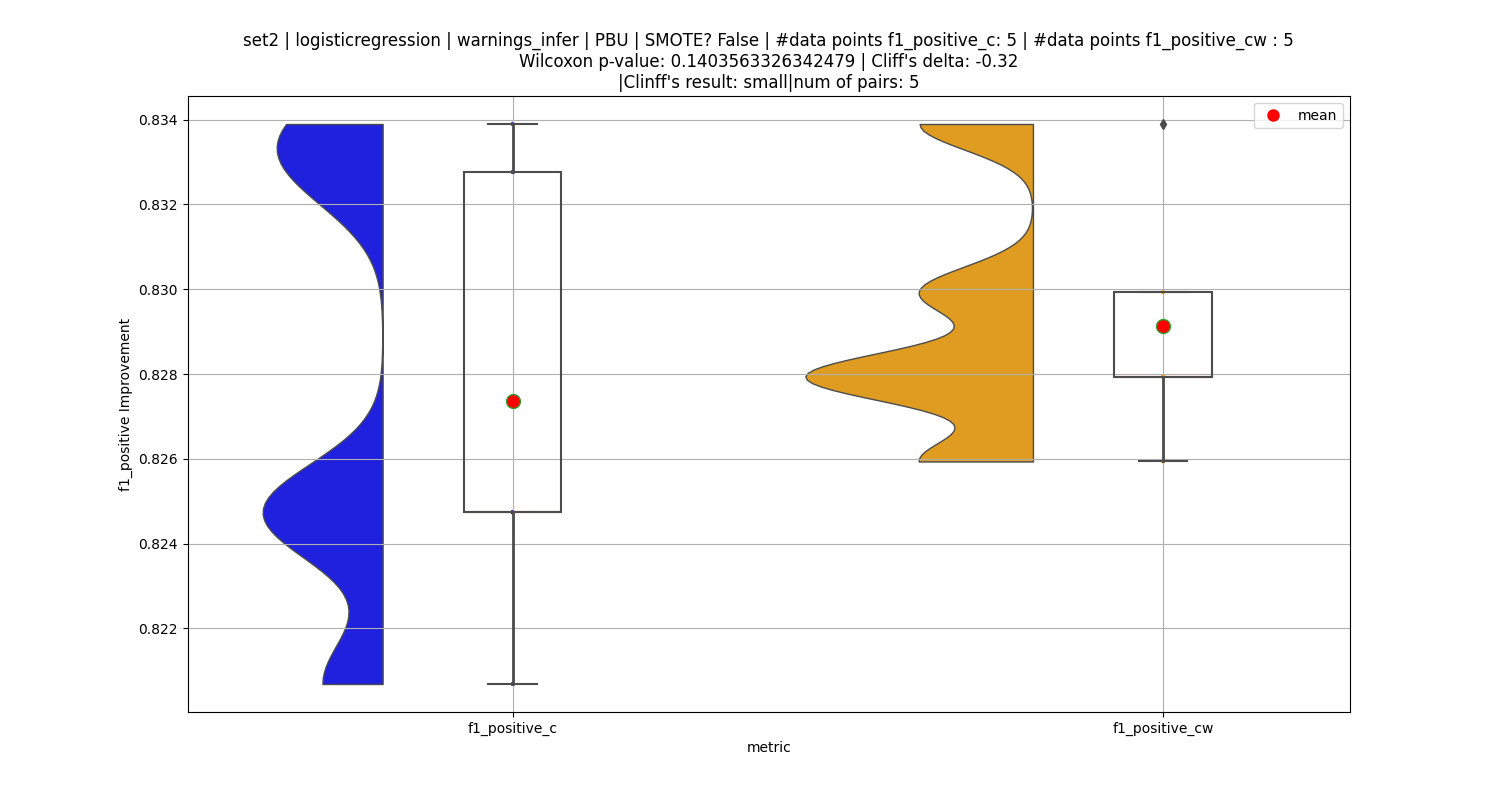 set2 | logisticregression | warnings_infer | PBU | SMOTE? False | #data points f1_positive_c: 5 | #data points f1_positive_cw : 5
Wilcoxon p-value: 0.1403563326342479 | Cliff's delta: -0.32
|Clinff's result: small|num of pairs: 5
mean
0.834
0.832
0.830
0.828
0.826
0.824
0.822
f1_positive Improvement
f1_positive_c
f1_positive_cw
metric